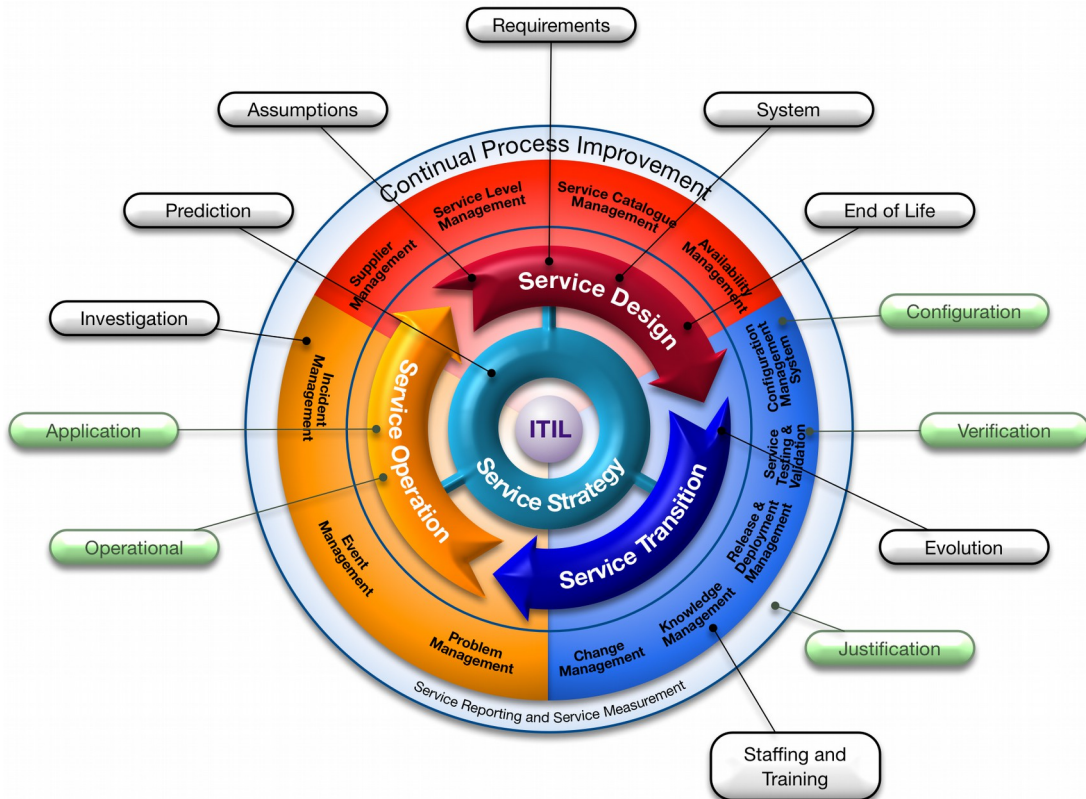 Requirements
Assumptions
System
Continual Process Improvement
Prediction
End of Life
Service Level
Management
Service Catalogue
Management
Supplier
Management
Availability
Management
Service Design
Investigation
Configuration
Incident
Management
Configuration
Management
System
Application
Verification
Service Operation
ITIL
Service Strategy
Service
Testing &
Validation
Operational
Evolution
Event
Management
Service Transition
Release &
Deployment
Management
Problem
Management
Change
Management
Knowledge
Management
Justification
Service Reporting and Service Measurement
Staffing and
Training